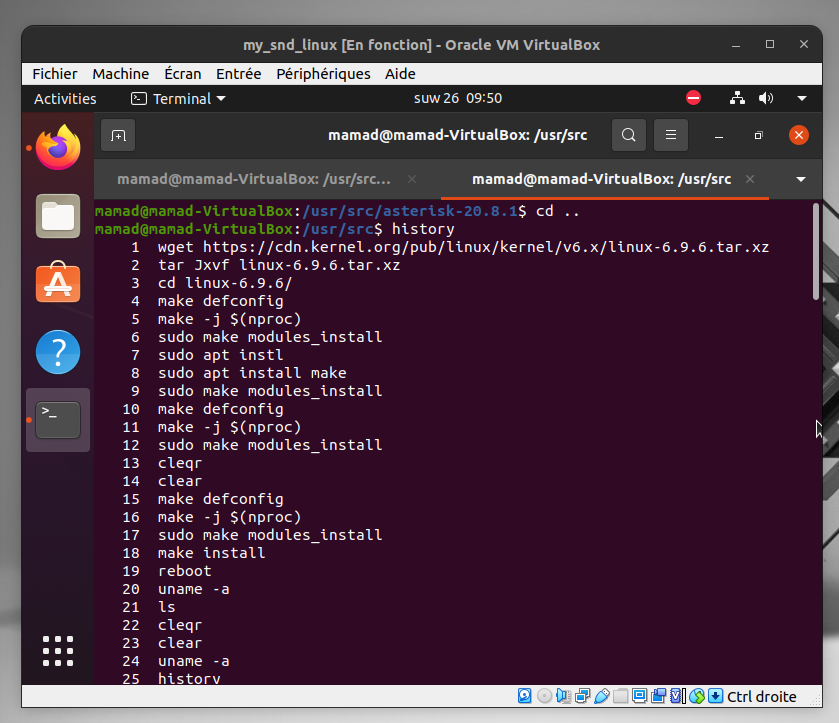 my_snd_linux [En fonction] - Oracle VM VirtualBox
Fichier Machine Écran Entrée Périphériques Aide
Activities Terminal suw 26 09:50
mamad@mamad-VirtualBox: /usr/src
mamad@mamad-VirtualBox: /usr/src...
mamad@mamad-VirtualBox: /usr/src
mamad@mamad-VirtualBox:/usr/src/asterisk-20.8.1$ cd ..
mamad@mamad-VirtualBox:/usr/src$ history
1 wget https://cdn.kernel.org/pub/linux/kernel/v6.x/linux-6.9.6.tar.xz
2 tar Jxvf linux-6.9.6.tar.xz
3 cd linux-6.9.6/
4 make defconfig
5 make -j $(nproc)
6 sudo make modules_install
7 sudo apt instl
8 sudo apt install make
9 sudo make modules_install
10 make defconfig
11 make -j $(nproc)
12 sudo make modules_install
13 cleqr
14 clear
15 make defconfig
16 make -j $(nproc)
17 sudo make modules_install
18 make install
19 reboot
20 uname -a
21 ls
22 cleqr
23 clear
24 uname -a
25 history
Ctrl droite